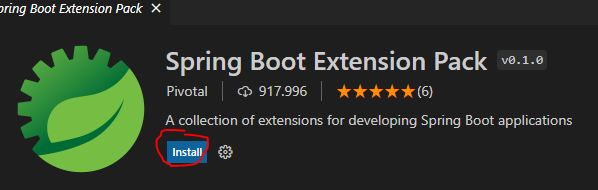 pring Boot Extension Pack
Spring Boot Extension Pack v0.1.0
Pivotal 917.996 (6)
A collection of extensions for developing Spring Boot applications
Install